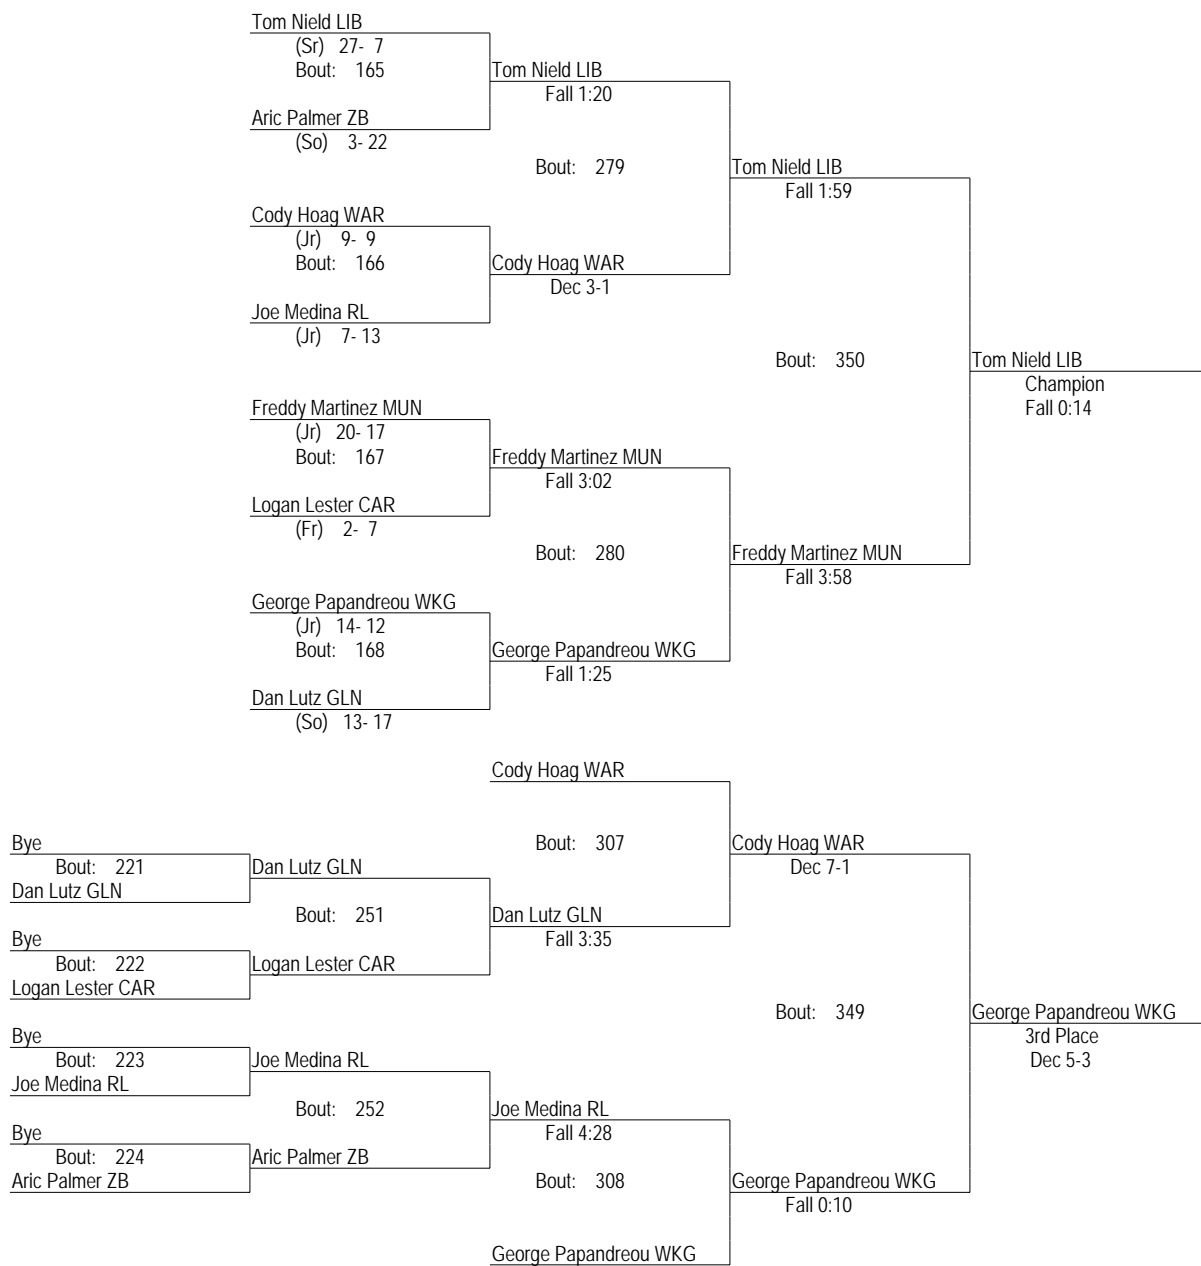 Tom Nield LIB
(Sr) 27- 7
Bout: 165
Tom Nield LIB
Fall 1:20
Aric Palmer ZB
(So) 3- 22
Bout: 279
Tom Nield LIB
Fall 1:59
Cody Hoag WAR
(Jr) 9- 9
Bout: 166
Cody Hoag WAR
Dec 3-1
Joe Medina RL
(Jr) 7- 13
Bout: 350
Tom Nield LIB
Champion
Fall 0:14
Freddy Martinez MUN
(Jr) 20- 17
Bout: 167
Freddy Martinez MUN
Fall 3:02
Logan Lester CAR
(Fr) 2- 7
Bout: 280
Freddy Martinez MUN
Fall 3:58
George Papandreou WKG
(Jr) 14- 12
Bout: 168
George Papandreou WKG
Fall 1:25
Dan Lutz GLN
(So) 13- 17
Cody Hoag WAR
Bout: 307
Cody Hoag WAR
Dec 7-1
Bye
Bout: 221
Dan Lutz GLN
Dan Lutz GLN
Bout: 251
Dan Lutz GLN
Fall 3:35
Bye
Bout: 222
Logan Lester CAR
Logan Lester CAR
Bout: 349
George Papandreou WKG
3rd Place
Dec 5-3
Bye
Bout: 223
Joe Medina RL
Joe Medina RL
Bout: 252
Joe Medina RL
Fall 4:28
Bye
Bout: 224
Aric Palmer ZB
Aric Palmer ZB
Bout: 308
George Papandreou WKG
Fall 0:10
George Papandreou WKG